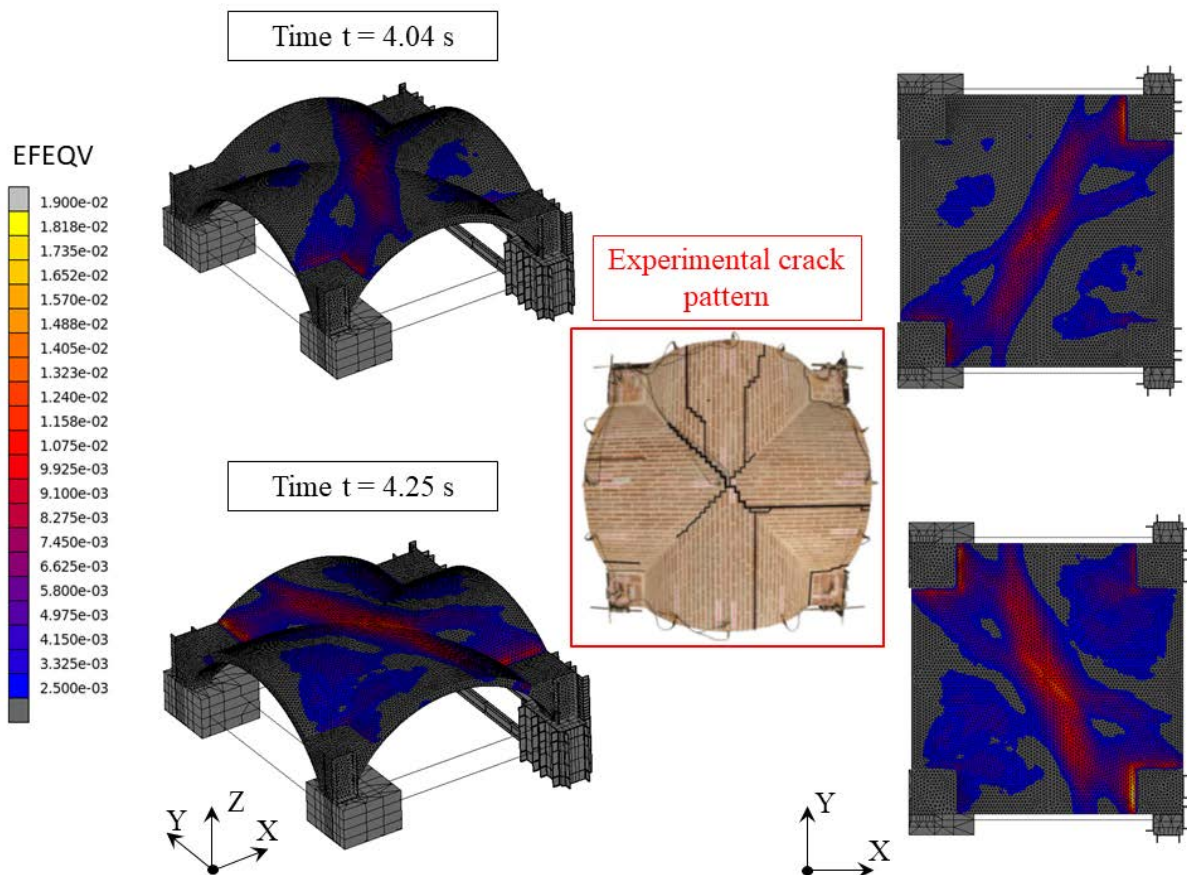 Time t = 4.04 s
EFEQV
1.900e-02
1.818e-02
1.735e-02
1.652e-02
1.570e-02
1.488e-02
1.405e-02
1.323e-02
1.240e-02
1.158e-02
1.075e-02
9.925e-03
9.100e-03
8.275e-03
7.450e-03
6.625e-03
5.800e-03
4.975e-03
4.150e-03
3.325e-03
2.500e-03
Experimental crack
pattern
Time t = 4.25 s
Z
Y
X
Y
X